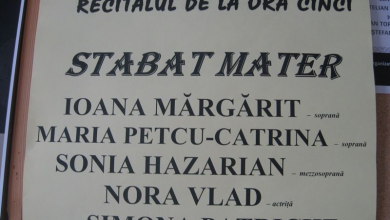 RECITALUL DE LA ORA CINCI
STABAT MATER
IOANA MĂRGĂRIT – soprană
MARIA PETCU-CATRINA – soprană
SONIA HAZARIAN – mezzosoprană
NORA VLAD – actriță